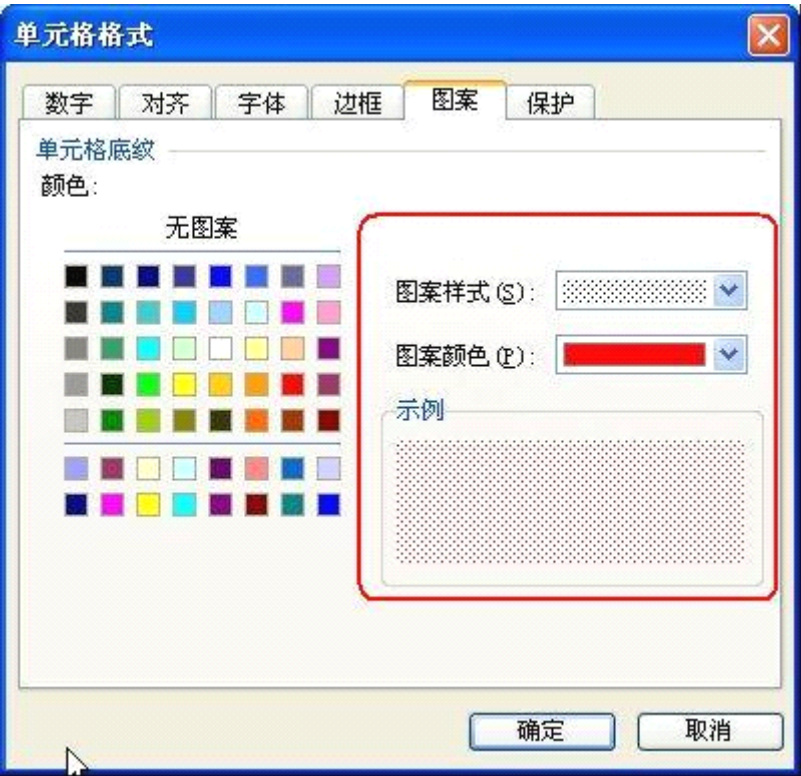 单元格格式
数字 对齐 字体 边框 图案 保护
单元格底纹
颜色:
无图案
图案样式(S):
图案颜色(P):
示例
确定 取消